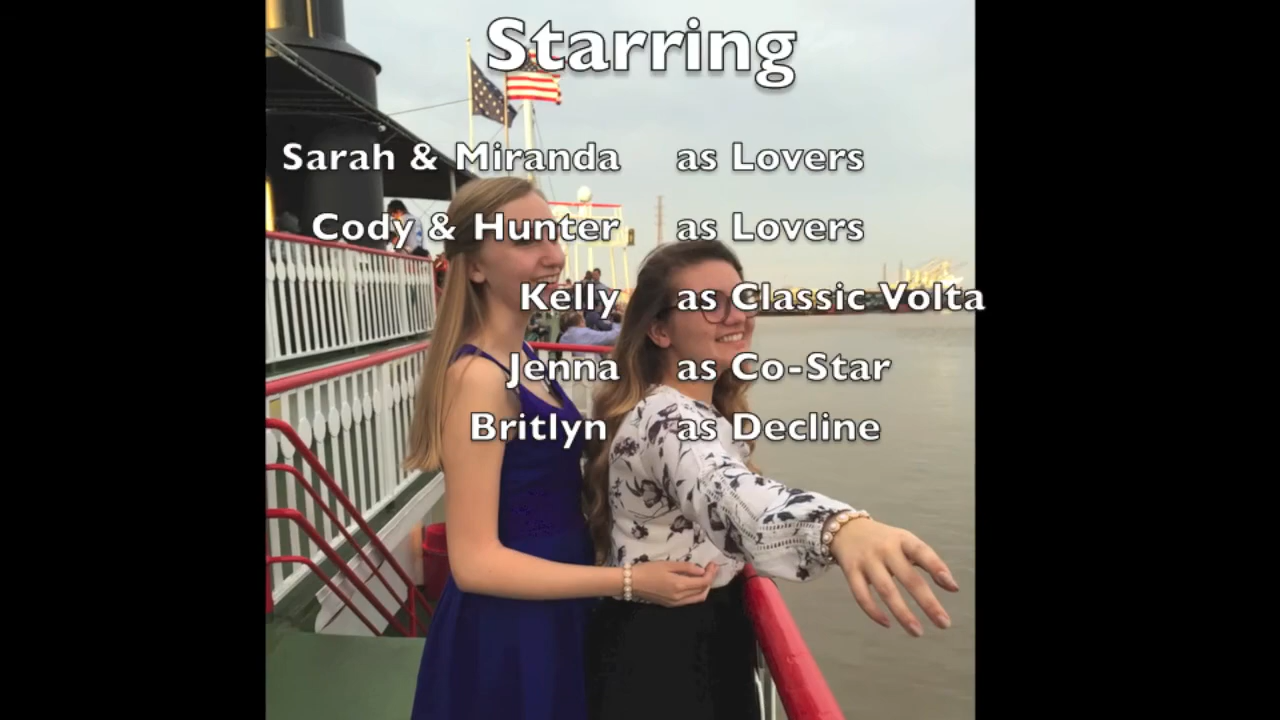 Starring
Sarah & Miranda as Lovers
Cody & Hunter as Lovers
Kelly as Classic Volta
Jenna as Co-Star
Britlyn as Decline